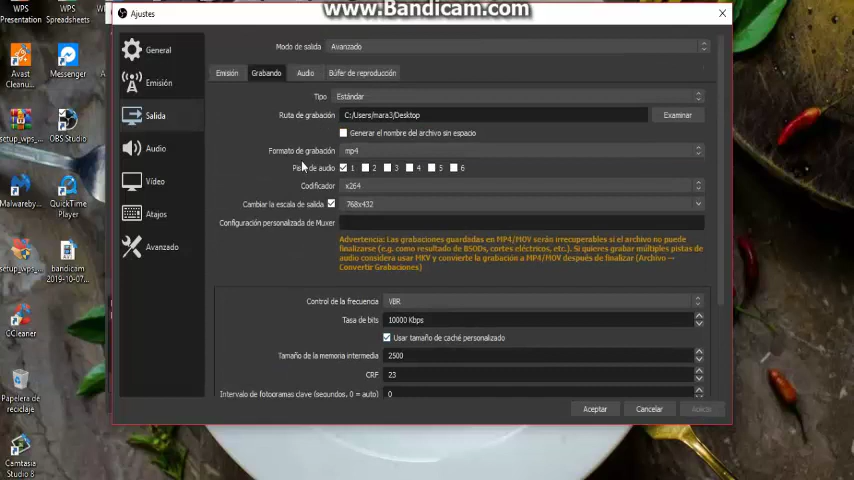 www.Bandicam.com
WPS
Presentation
WPS
Avast
Cleanu...
Messenger
setup_wps_...
OBS Studio
Malwareby...
QuickTime
Player
setup_wps_...
bandicam
2019-10-07...
CCleaner
Papelera de
reciclaje
Camtasia
Studio 8
Ajustes
General
Emisión
Salida
Audio
Vídeo
Atajos
Avanzado
Modo de salida
Avanzado
Emisión
Grabando
Audio
Búfer de reproducción
Tipo
Estándar
Ruta de grabación
C:/Users/mara3/Desktop
Examinar
Generar el nombre del archivo sin espacio
Formato de grabación
mp4
de audio
1 2 3 4 5 6
Codificador
x264
Cambiar la escala de salida
768x432
Configuración personalizada de Muxer
Advertencia: Las grabaciones guardadas en MP4/MOV serán irrecuperables si el archivo no puede
finalizarse (e.g. como resultado de BSODs, cortes eléctricos, etc.). Si quieres grabar múltiples pistas de
audio considera usar MKV y convierte la grabación a MP4/MOV después de finalizar (Archivo →
Convertir Grabaciones)
Control de la frecuencia
VBR
Tasa de bits
10000 Kbps
Usar tamaño de caché personalizado
Tamaño de la memoria intermedia
2500
CRF
23
Intervalo de fotogramas clave (segundos, 0 = auto)
0
Aceptar
Cancelar